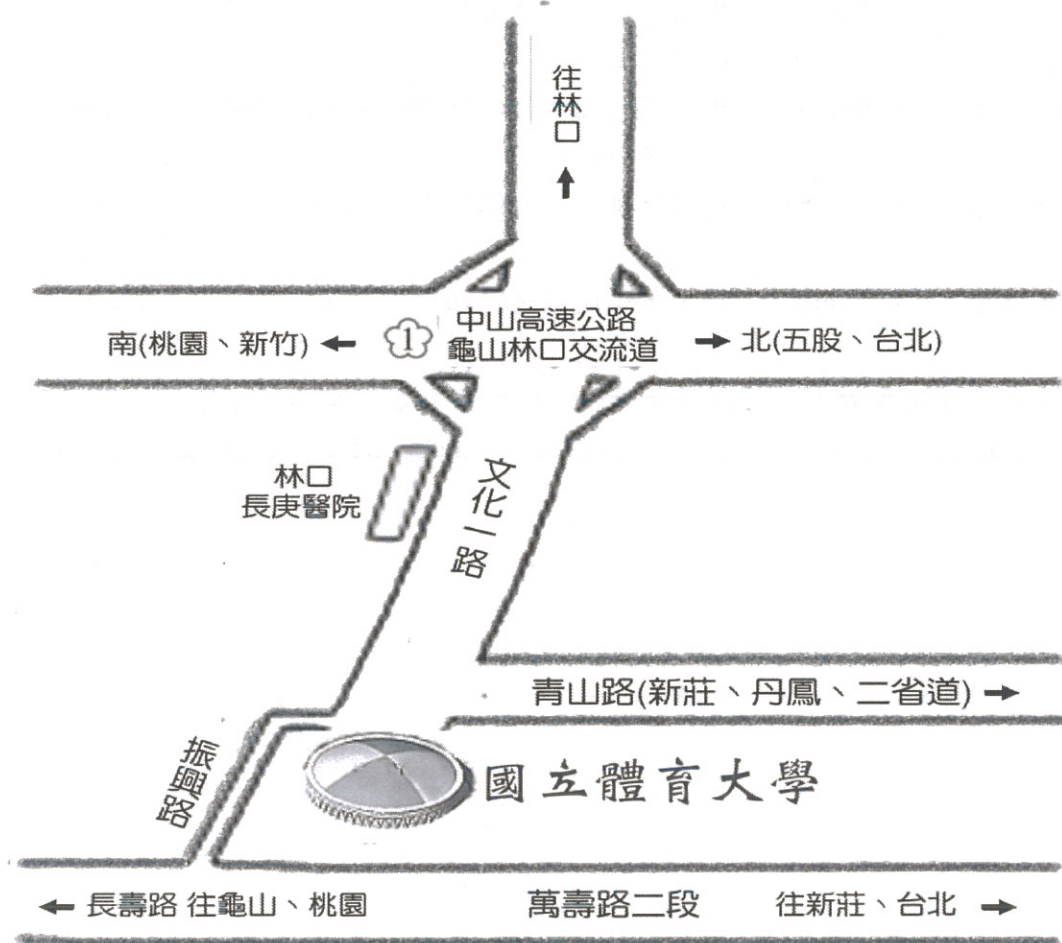 往林口
南(桃園、新竹)
1
中山高速公路
龜山林口交流道
北(五股、台北)
林口
長庚醫院
文化一路
青山路(新莊、丹鳳、二省道)
振興路
國立體育大學
長壽路 往龜山、桃園
萬壽路二段
往新莊、台北